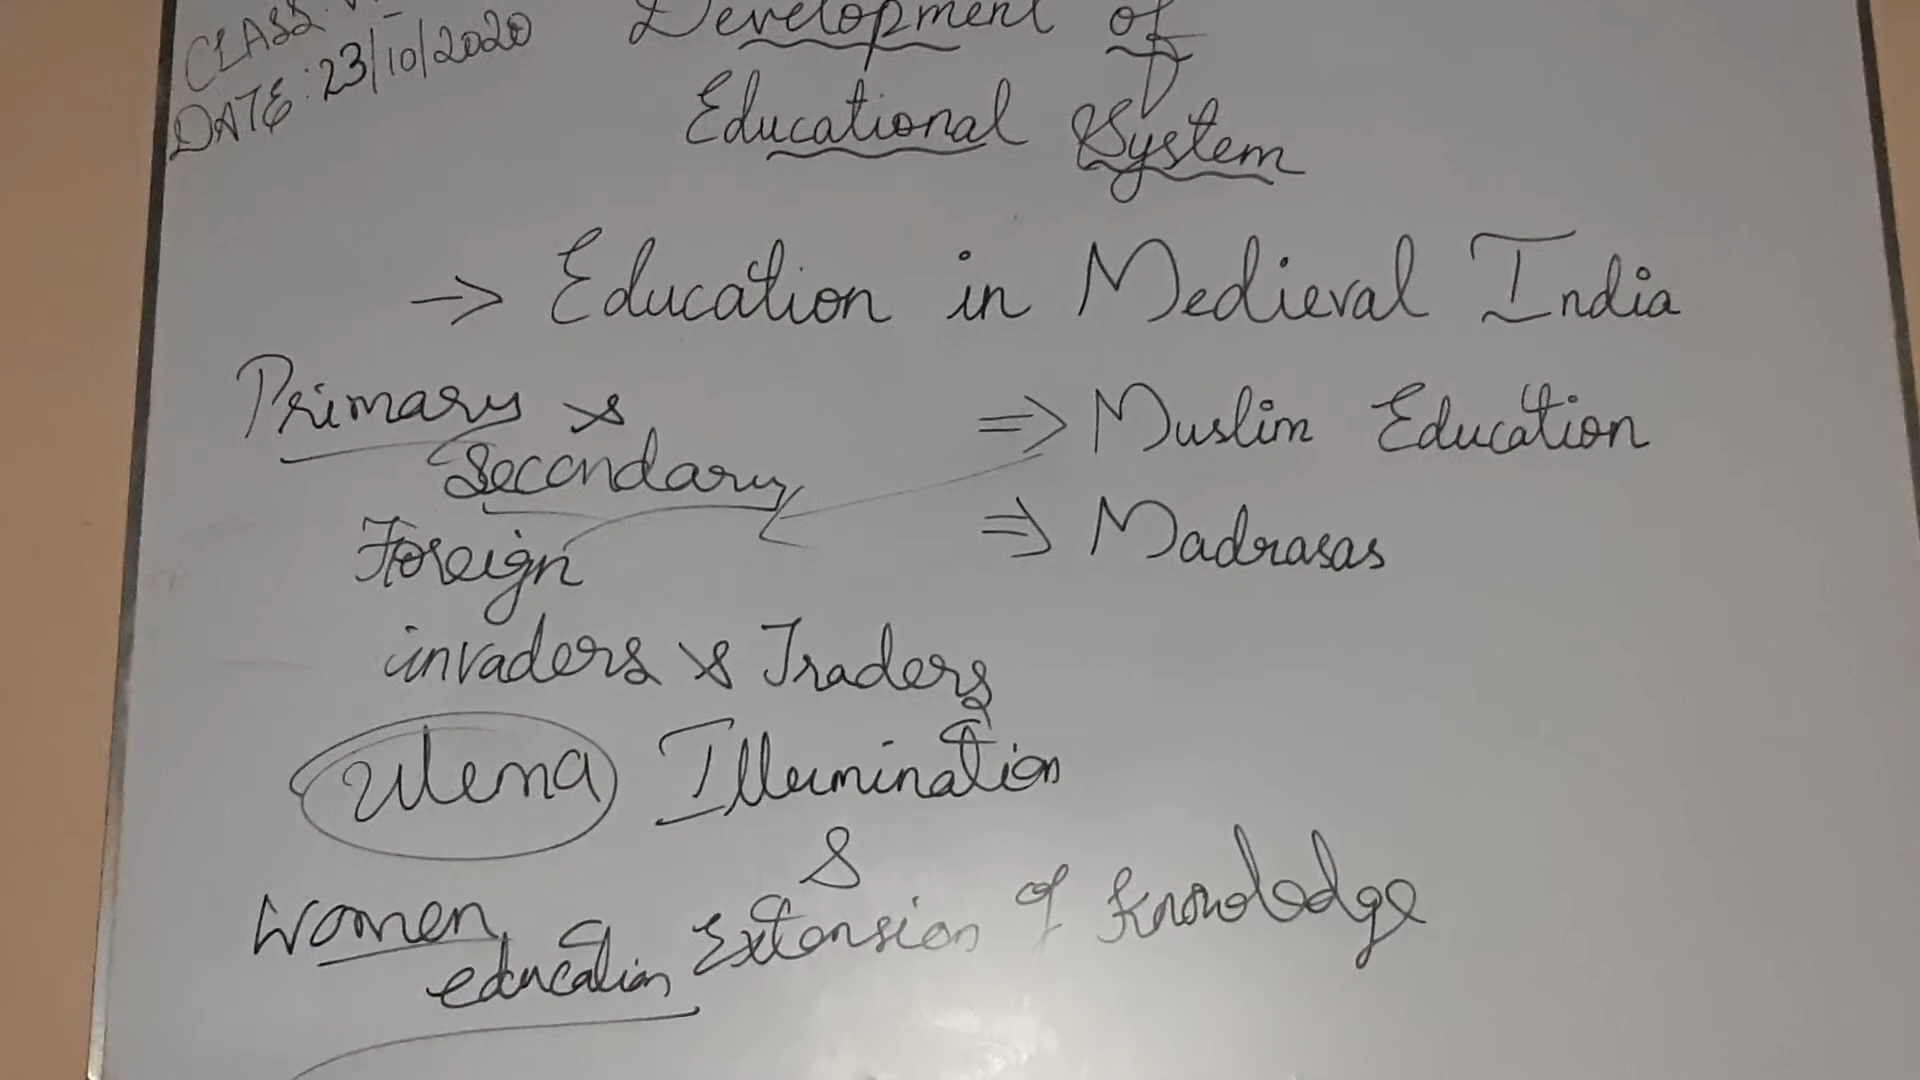 CLASS
DATE: 23/10/2020
Development of
Educational System
→ Education in Medieval India
Primary &
Secondary
⇒ Muslim Education
⇒ Madrasas
Foreign
invaders & Traders
Ulema Illumination
&
Extension of Knowledge
Women
education